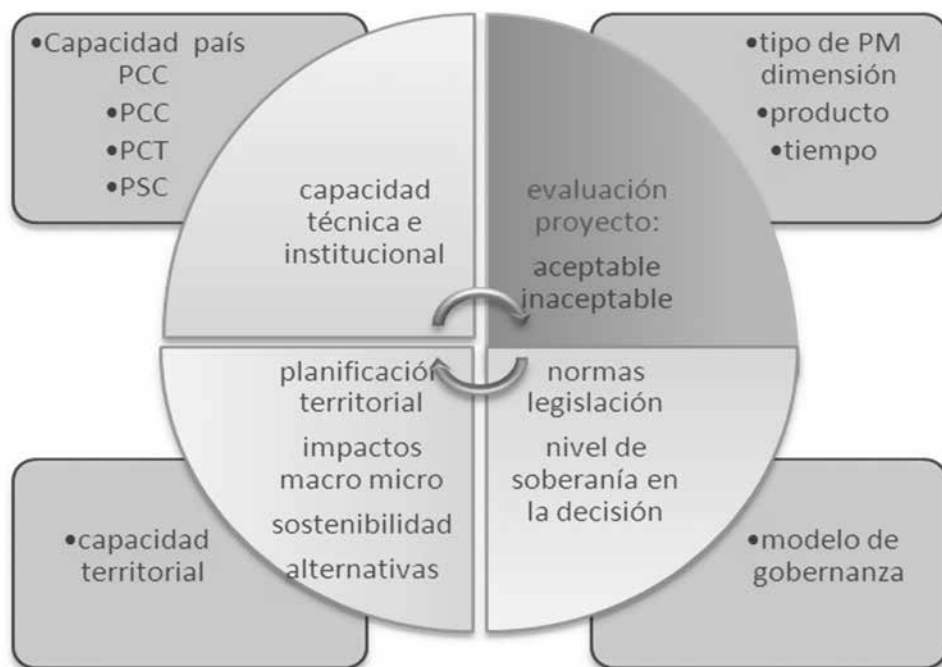 •Capacidad país
PCC
•PCC
•PCT
•PSC
•tipo de PM
dimensión
•producto
•tiempo
capacidad
técnica e
institucional
evaluación
proyecto:
aceptable
inaceptable
planificación
territorial
impactos
macro micro
sostenibilidad
alternativas
normas
legislación
nivel de
soberanía en
la decisión
•capacidad
territorial
•modelo de
gobernanza